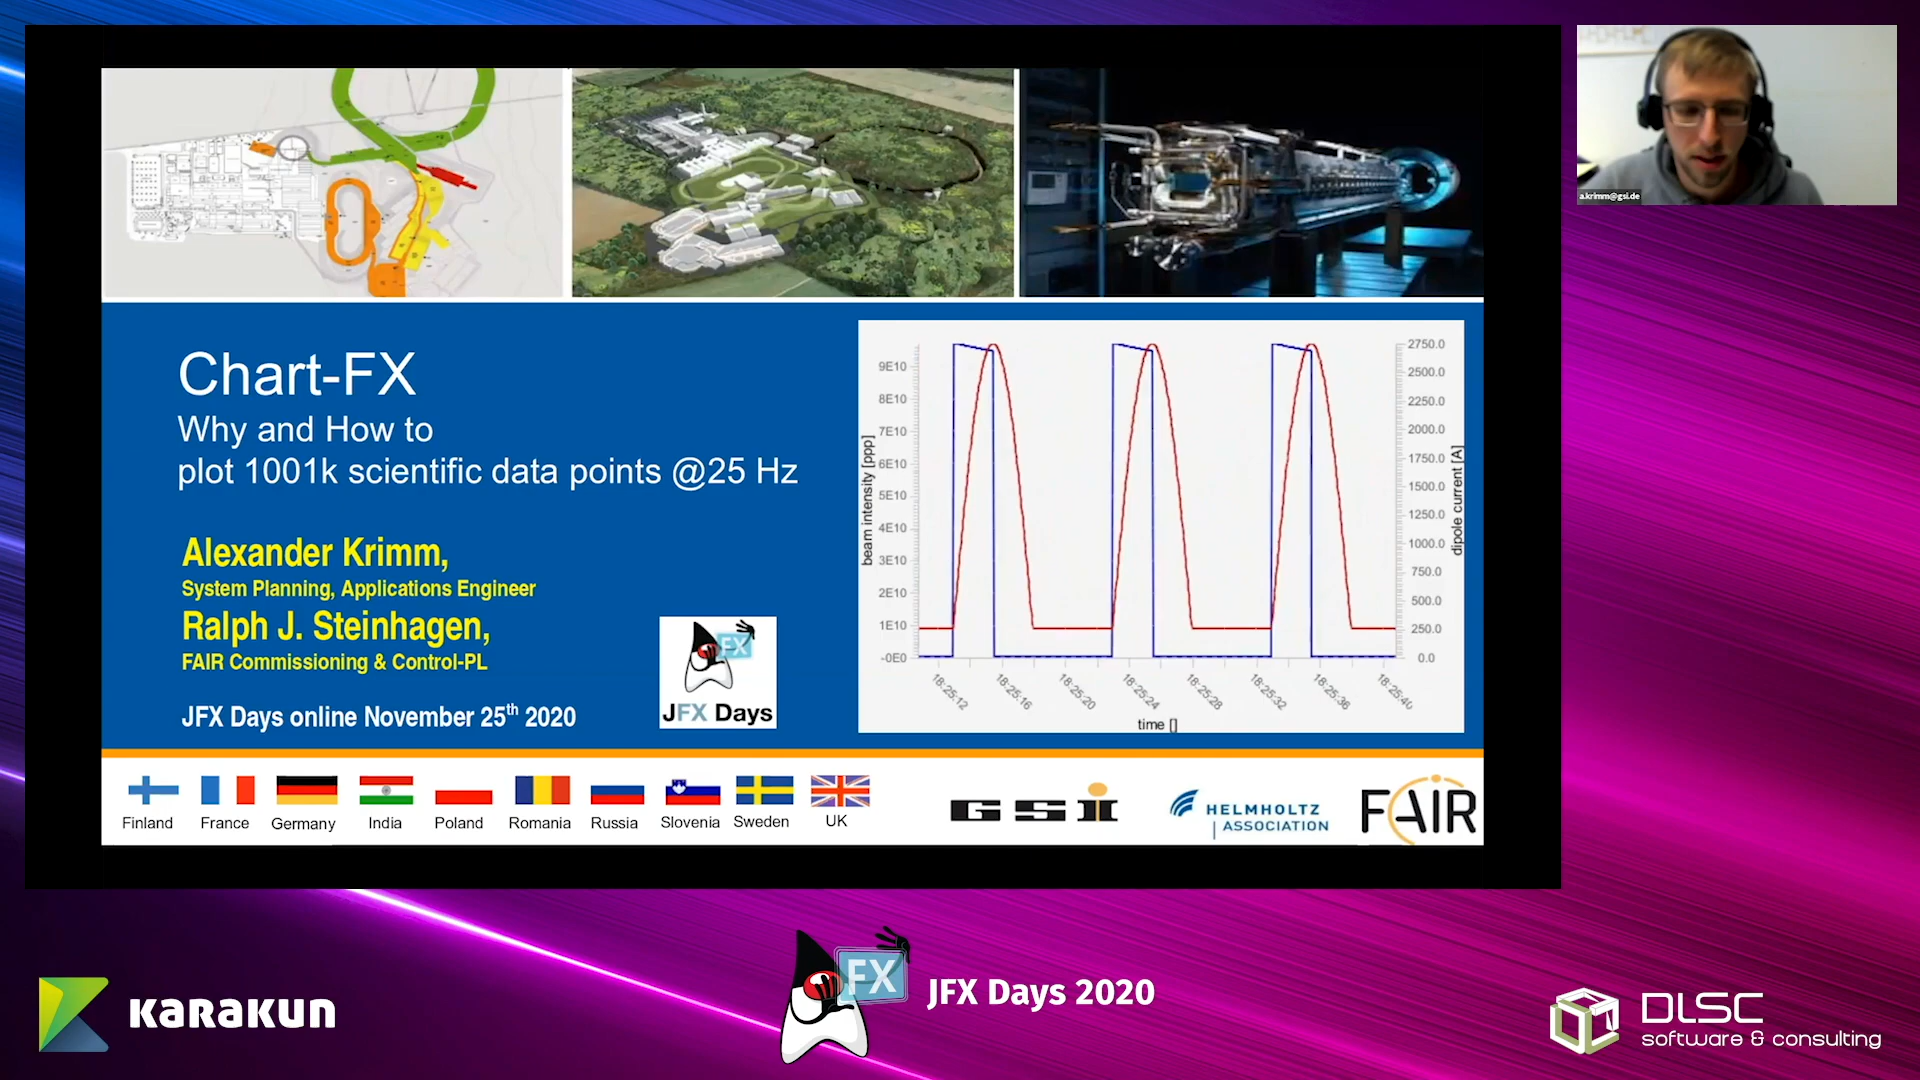 a.krimm@gsi.de
Chart-FX
Why and How to
plot 1001k scientific data points @25 Hz
Alexander Krimm,
System Planning, Applications Engineer
Ralph J. Steinhagen,
FAIR Commissioning & Control-PL
JFX Days online November 25th 2020
FX
JFX Days
beam intensity [ppp]
9E10
8E10
7E10
6E10
5E10
4E10
3E10
2E10
1E10
-0E0
2750.0
2500.0
2250.0
2000.0
1750.0
1500.0
1250.0
1000.0
750.0
500.0
250.0
0.0
dipole current [A]
18:25:12
18:25:16
18:25:20
18:25:24
18:25:28
18:25:32
18:25:36
18:25:40
time []
Finland
France
Germany
India
Poland
Romania
Russia
Slovenia
Sweden
UK
GSI
HELMHOLTZ
ASSOCIATION
FAIR
KARAKUN
FX
JFX Days 2020
DLSC
software & consulting